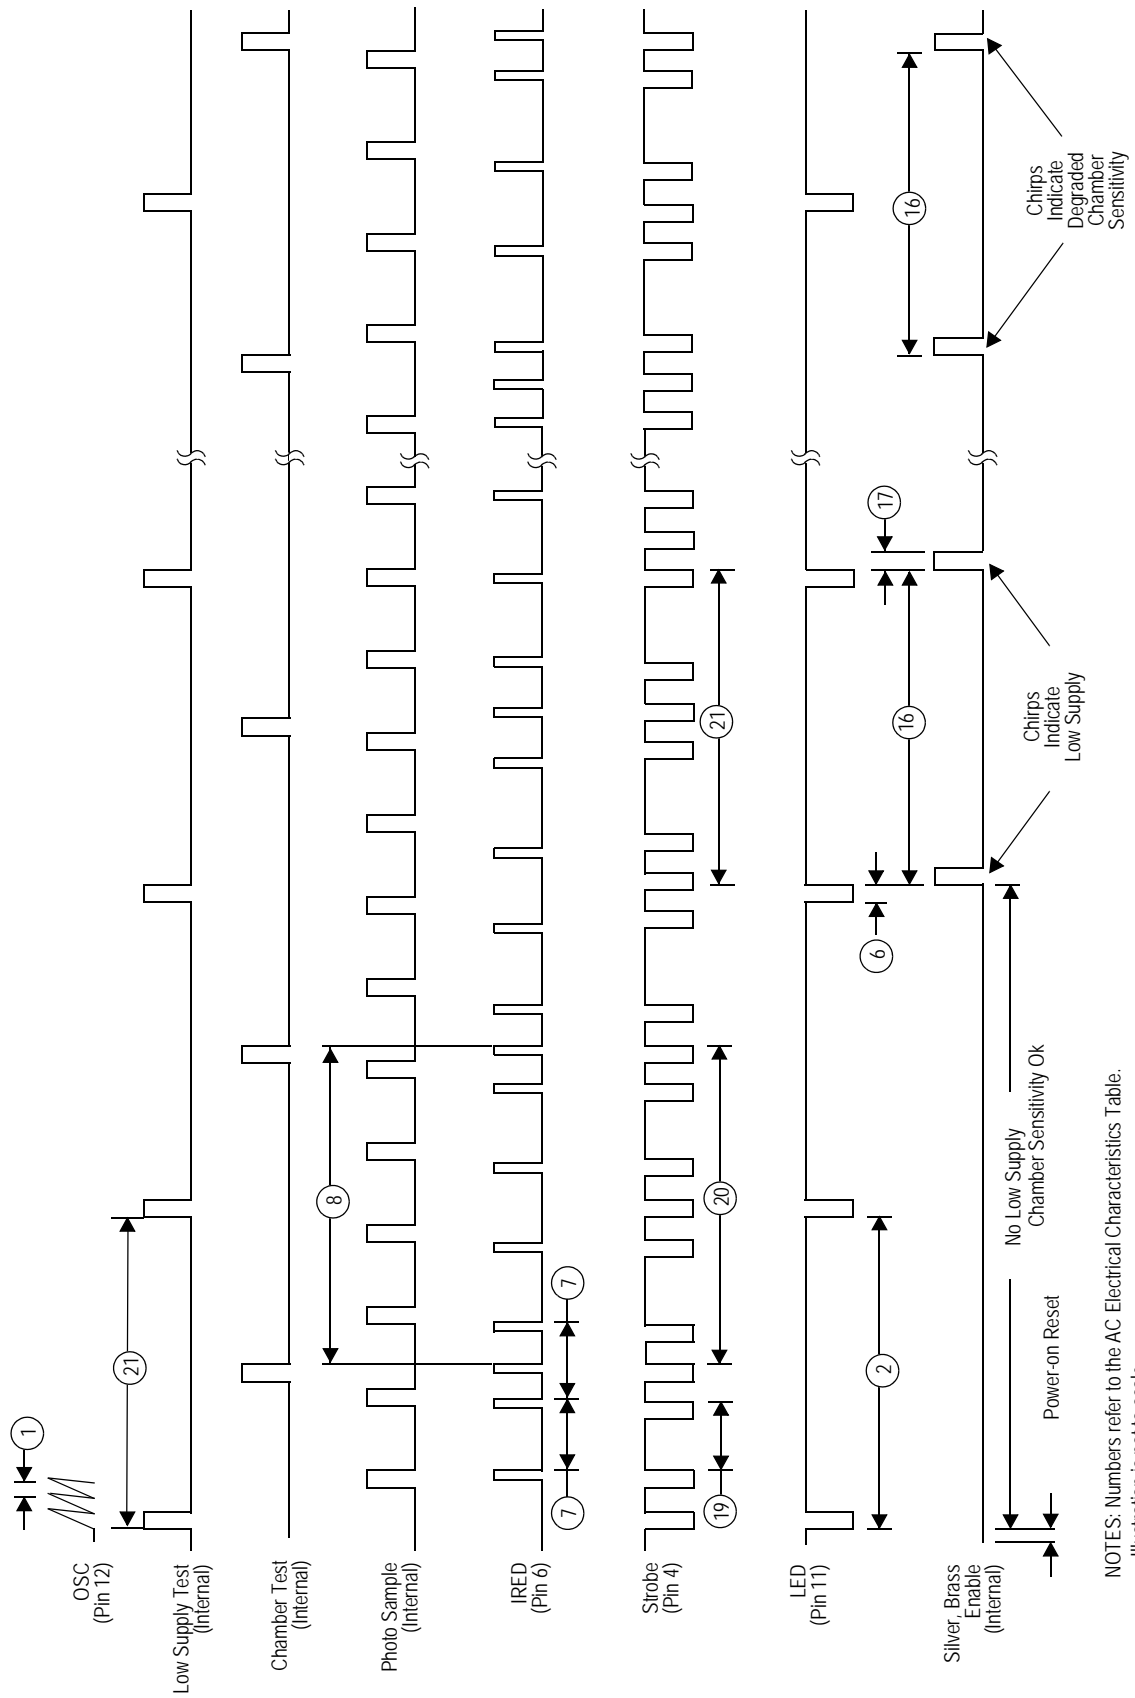 OSC
(Pin 12)
Low Supply Test
(Internal)
Chamber Test
(Internal)
Photo Sample
(Internal)
IRED
(Pin 6)
Strobe
(Pin 4)
LED
(Pin 11)
Silver, Brass
Enable
(Internal)
1
21
8
7
7
19
20
21
2
6
16
17
16
Power-on Reset
No Low Supply
Chamber Sensitivity Ok
Chirps
Indicate
Low Supply
Chirps
Indicate
Degraded
Chamber
Sensitivity
NOTES: Numbers refer to the AC Electrical Characteristics Table.